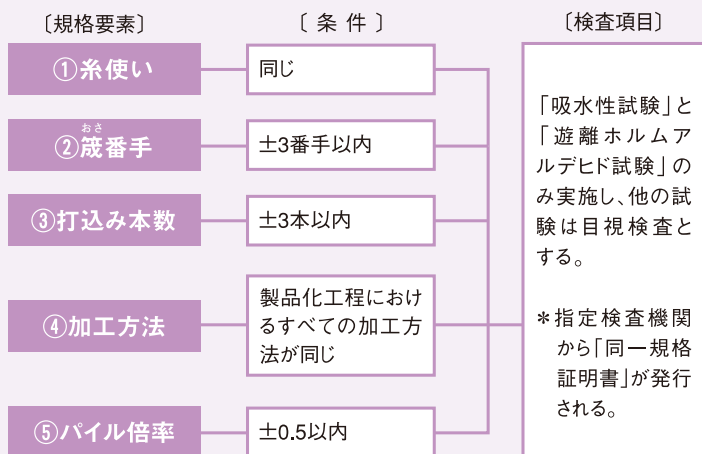 〔規格要素〕
〔条件〕
〔検査項目〕
①糸使い
同じ
おさ
②筬番手
±3番手以内
③打込み本数
±3本以内
④加工方法
製品化工程におけ
るすべての加工方
法が同じ
⑤パイル倍率
±0.5以内
「吸水性試験」と
「遊離ホルムア
ルデヒド試験」の
み実施し、他の試
験は目視検査と
する。
＊指定検査機関
から「同一規格
証明書」が発行
される。